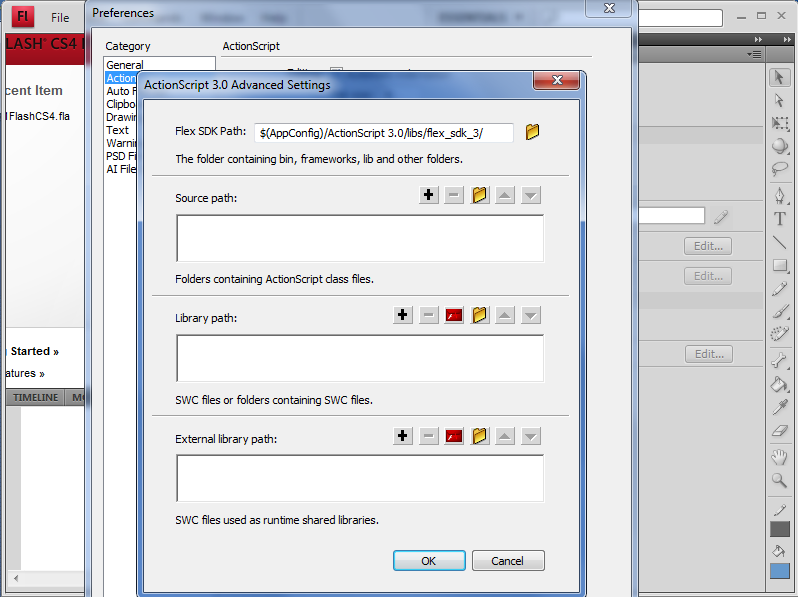 Preferences
Fl File
FLASH CS4
Category
ActionScript
General
Action
Auto F
Clipbo
Drawin
Text
Warnin
PSD Fi
AI File
cent Item
lFlashCS4.fla
Started »
atures »
TIMELINE
ActionScript 3.0 Advanced Settings
Flex SDK Path: $(AppConfig)/ActionScript 3.0/libs/flex_sdk_3/
The folder containing bin, frameworks, lib and other folders.
Source path:
Folders containing ActionScript class files.
Library path:
SWC files or folders containing SWC files.
External library path:
SWC files used as runtime shared libraries.
OK Cancel
Edit...
Edit...
Edit...